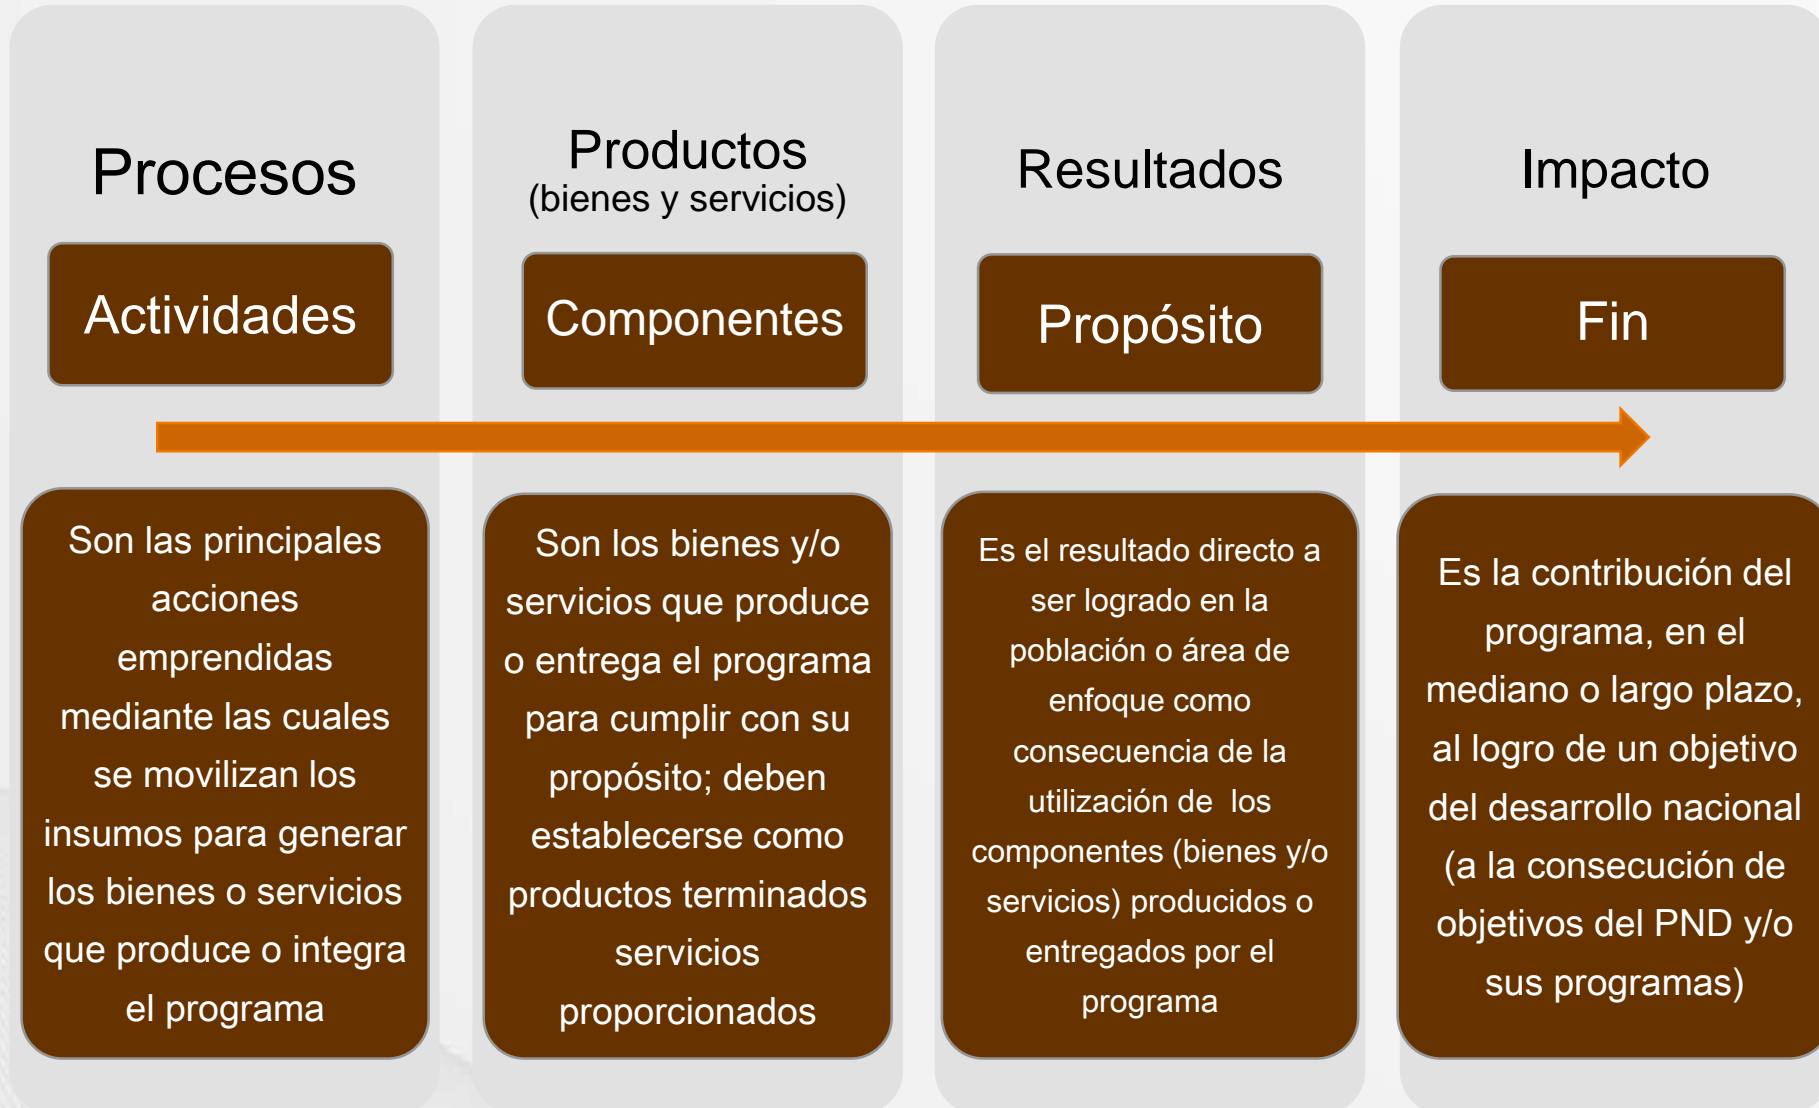 Procesos
Actividades
Son las principales
acciones
emprendidas
mediante las cuales
se movilizan los
insumos para generar
los bienes o servicios
que produce o integra
el programa
Productos
(bienes y servicios)
Componentes
Son los bienes y/o
servicios que produce
o entrega el programa
para cumplir con su
propósito; deben
establecerse como
productos terminados
servicios
proporcionados
Resultados
Propósito
Es el resultado directo a
ser logrado en la
población o área de
enfoque como
consecuencia de la
utilización de  los
componentes (bienes y/o
servicios) producidos o
entregados por el
programa
Impacto
Fin
Es la contribución del
programa, en el
mediano o largo plazo,
al logro de un objetivo
del desarrollo nacional
(a la consecución de
objetivos del PND y/o
sus programas)